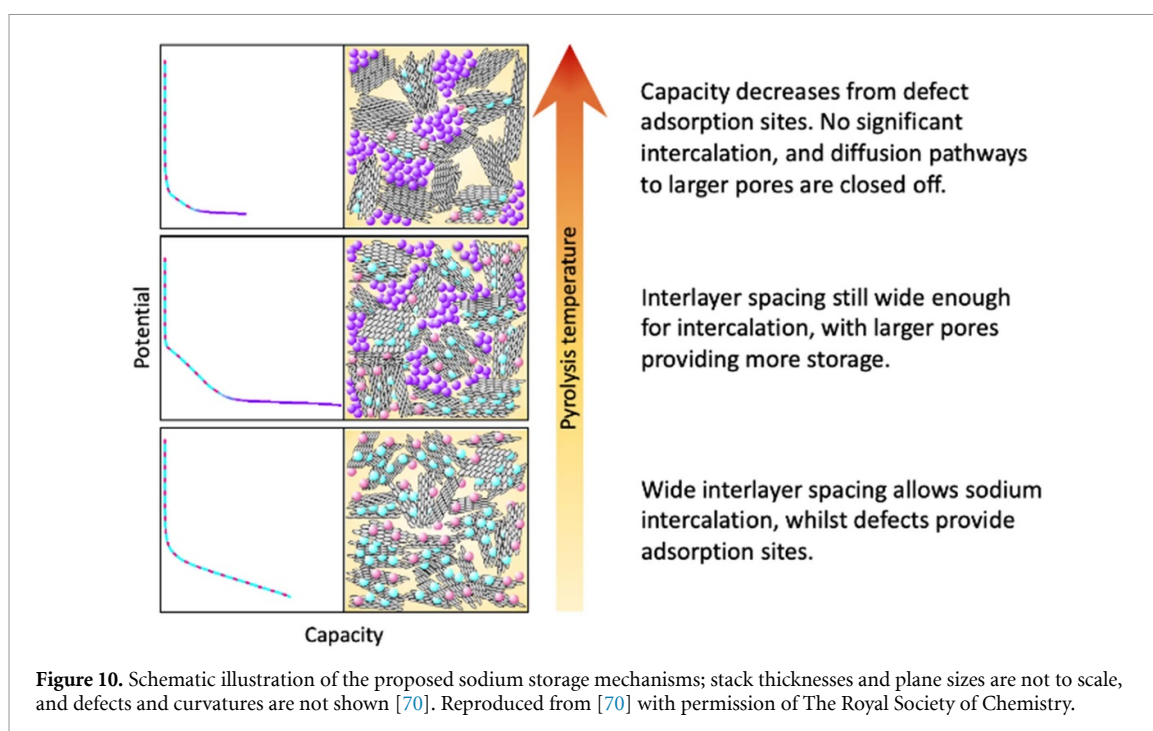 Capacity decreases from defect
adsorption sites. No significant
intercalation, and diffusion pathways
to larger pores are closed off.
Potential
Pyrolysis temperature
Interlayer spacing still wide enough
for intercalation, with larger pores
providing more storage.
Wide interlayer spacing allows sodium
intercalation, whilst defects provide
adsorption sites.
Capacity
Figure 10. Schematic illustration of the proposed sodium storage mechanisms; stack thicknesses and plane sizes are not to scale,
and defects and curvatures are not shown [70]. Reproduced from [70] with permission of The Royal Society of Chemistry.